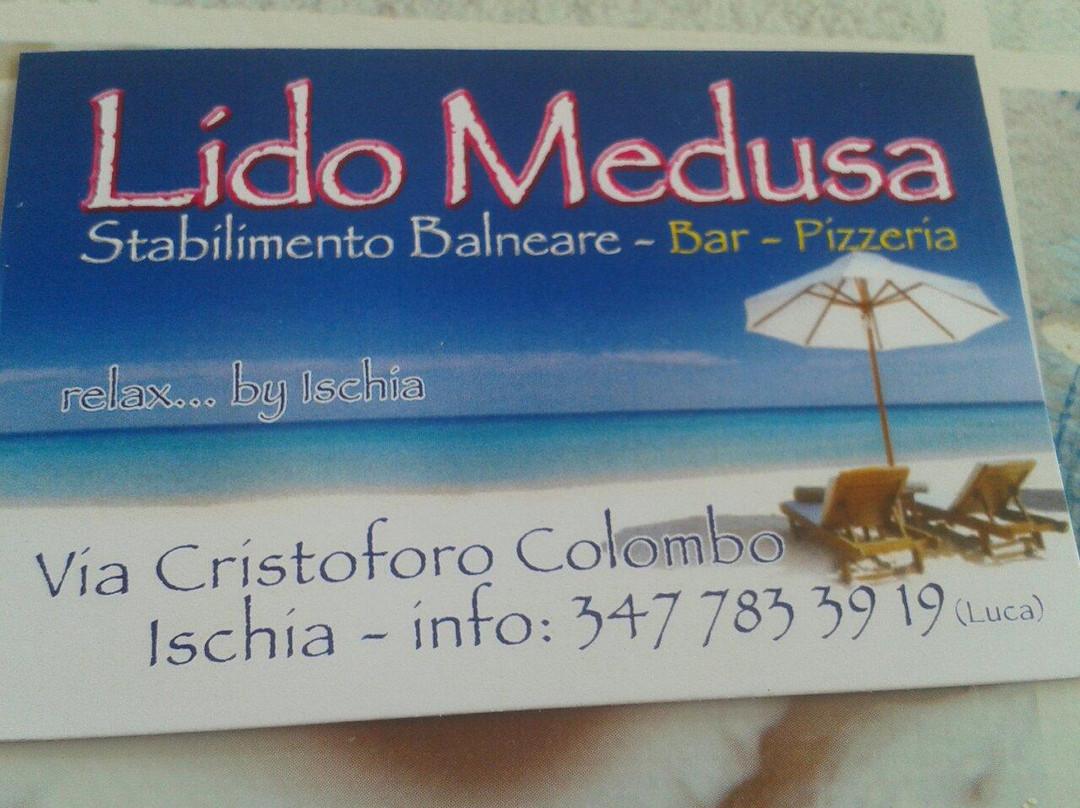 Lido Medusa
Stabilimento Balneare - Bar - Pizzeria
relax... by Ischia
Via Cristoforo Colombo
Ischia - info: 347 783 39 19 (Luca)